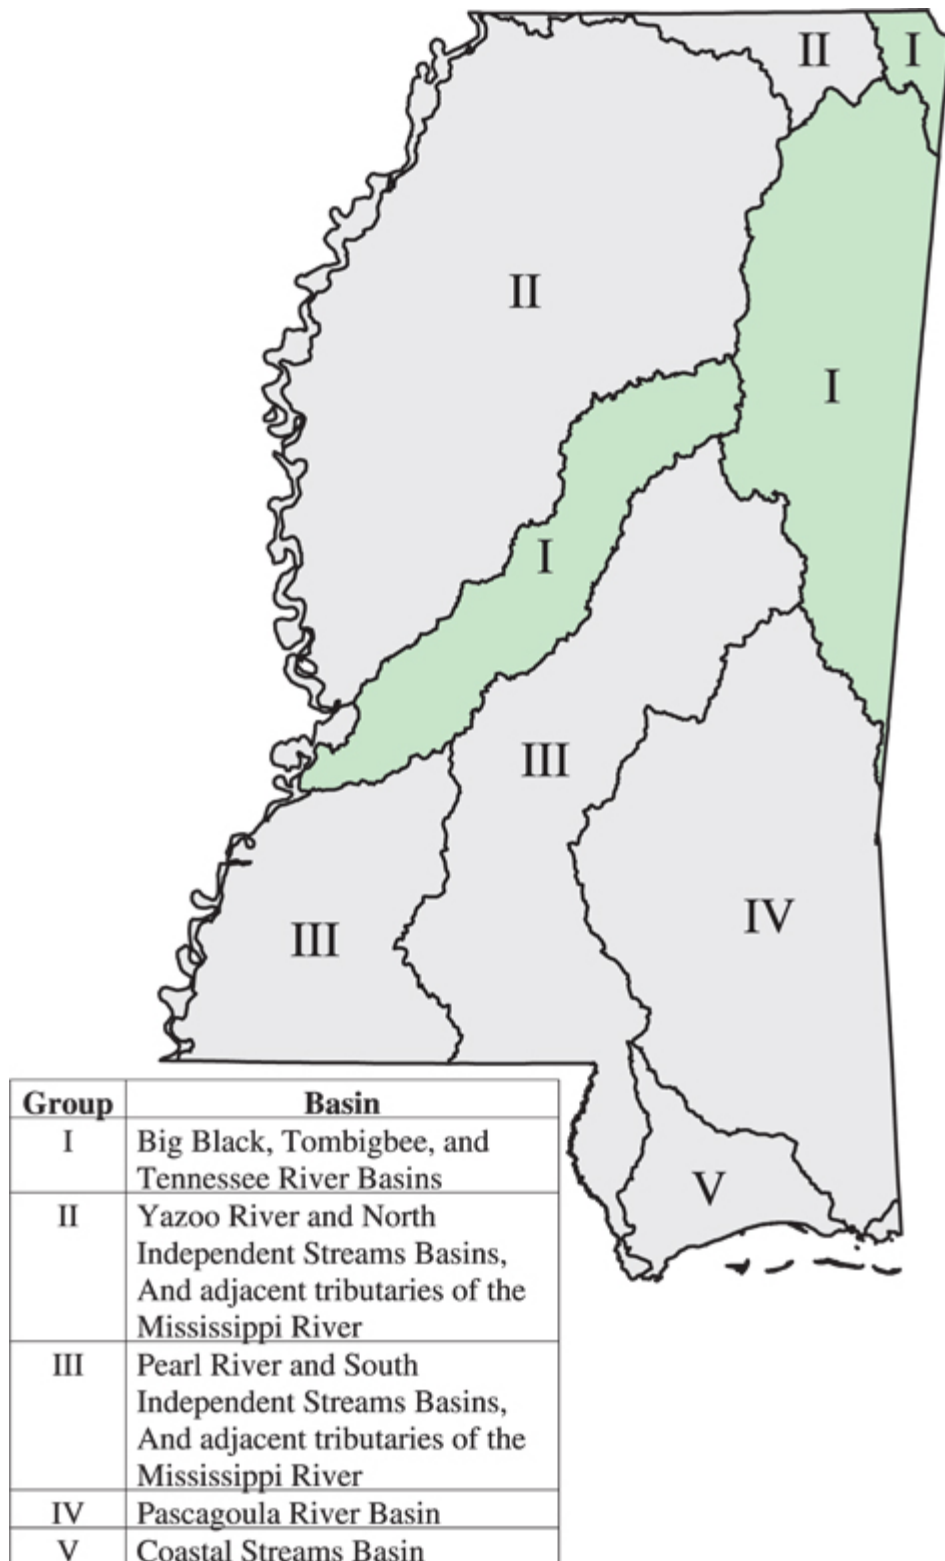 II
I
II
I
I
III
IV
III
V
Group Basin
I Big Black, Tombigbee, and
Tennessee River Basins
II Yazoo River and North
Independent Streams Basins,
And adjacent tributaries of the
Mississippi River
III Pearl River and South
Independent Streams Basins,
And adjacent tributaries of the
Mississippi River
IV Pascagoula River Basin
V Coastal Streams Basin